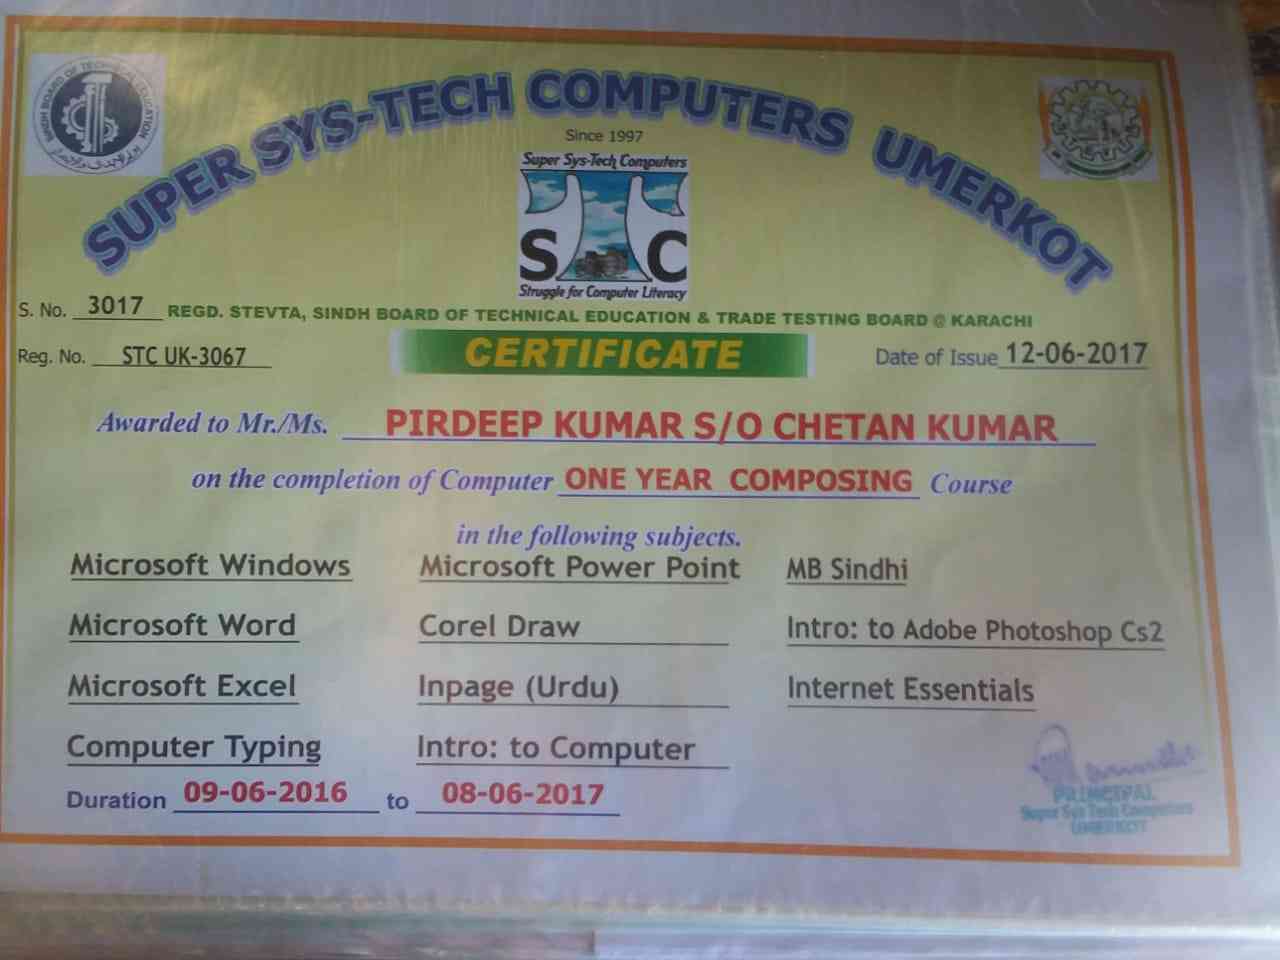 SUPER SYS-TECH COMPUTERS UMERKOT
SINDH BOARD OF TECHNICAL EDUCATION
Since 1997
Super Sys-Tech Computers
S C
Struggle for Computer Literacy
S. No. 3017 REGD. STEVTA, SINDH BOARD OF TECHNICAL EDUCATION & TRADE TESTING BOARD @ KARACHI
Reg. No. STC UK-3067 CERTIFICATE Date of Issue 12-06-2017
Awarded to Mr./Ms. PIRDEEP KUMAR S/O CHETAN KUMAR
on the completion of Computer ONE YEAR COMPOSING Course
in the following subjects.
Microsoft Windows Microsoft Power Point MB Sindhi
Microsoft Word Corel Draw Intro: to Adobe Photoshop Cs2
Microsoft Excel Inpage (Urdu) Internet Essentials
Computer Typing Intro: to Computer
Duration 09-06-2016 to 08-06-2017
PRINCIPAL
Super Sys Tech Computers
UMERKOT